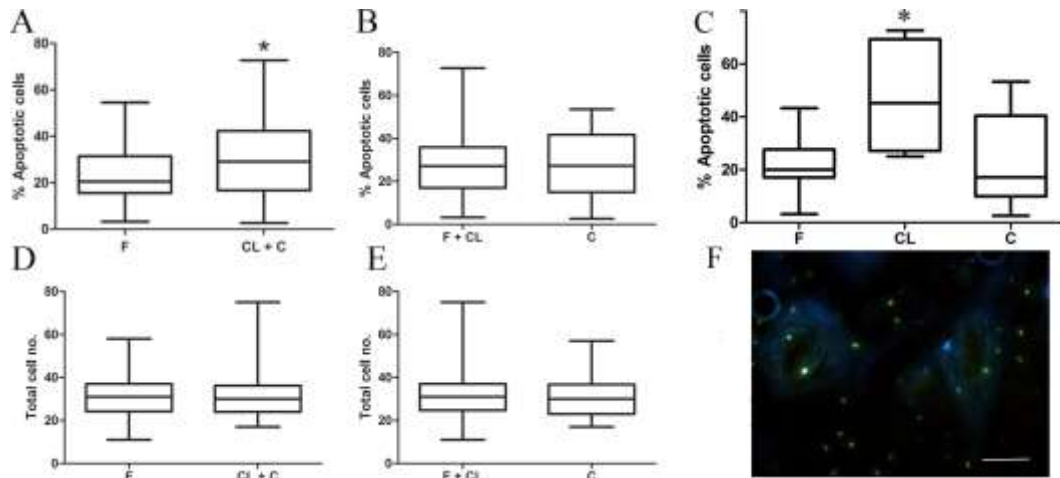 A
% Apoptotic cells
80
60
40
20
0
F
*
CL + C
B
% Apoptotic cells
80
60
40
20
0
F + CL
C
C
% Apoptotic cells
60
40
20
0
F
*
CL
C
D
Total cell no.
80
60
40
20
0
F
CL + C
E
Total cell no.
80
60
40
20
0
F + CL
C
F